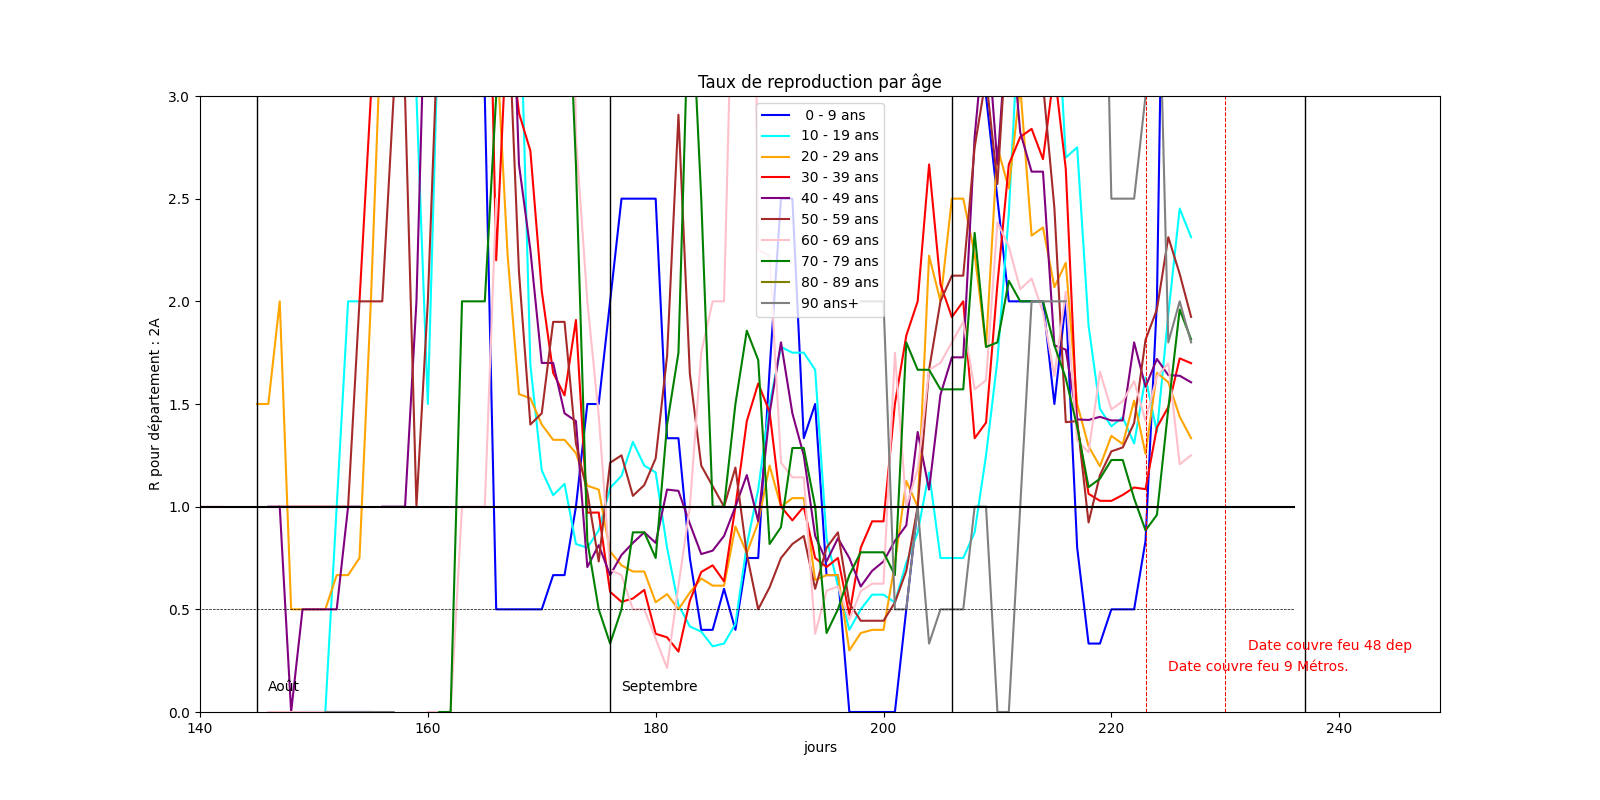 Taux de reproduction par âge
R pour département : 2A
3.0
2.5
2.0
1.5
1.0
0.5
0.0
0 - 9 ans
10 - 19 ans
20 - 29 ans
30 - 39 ans
40 - 49 ans
50 - 59 ans
60 - 69 ans
70 - 79 ans
80 - 89 ans
90 ans+
Date couvre feu 48 dep
Date couvre feu 9 Métros.
Août
Septembre
140 160 180 200 220 240
jours